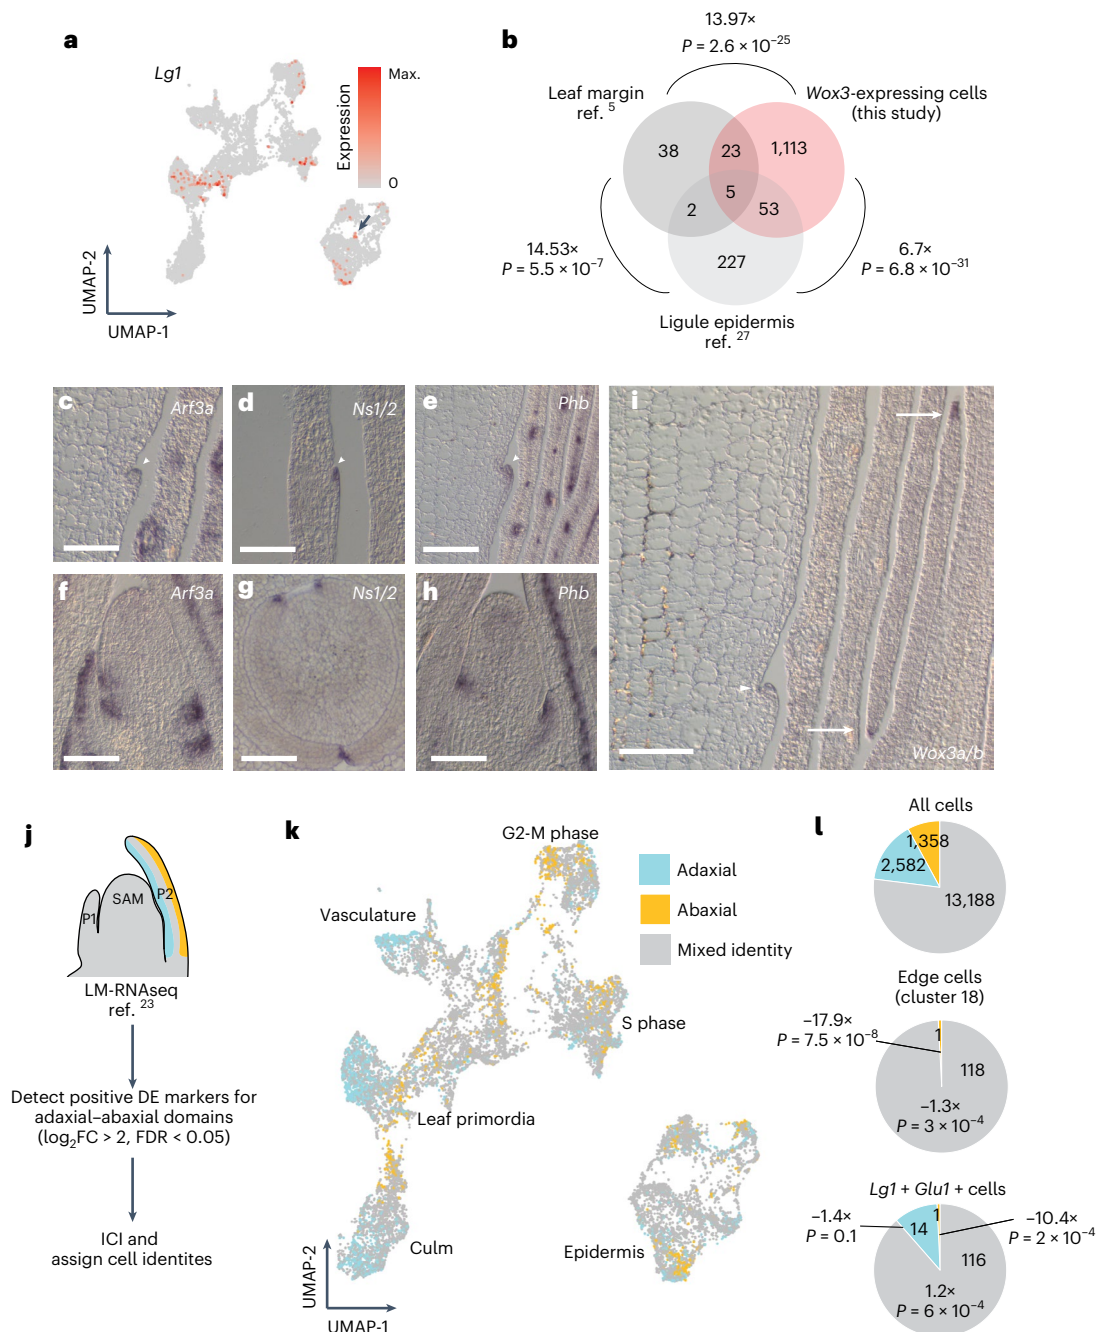 a
Lg1
Expression
Max.
0
UMAP-2
UMAP-1
b
13.97×
P = 2.6 × 10−25
Leaf margin
ref. 5
Wox3-expressing cells
(this study)
38
23
1,113
5
2
53
227
14.53×
P = 5.5 × 10−7
6.7×
P = 6.8 × 10−31
Ligule epidermis
ref. 27
c
Arf3a
d
Ns1/2
e
Phb
f
Arf3a
g
Ns1/2
h
Phb
i
Wox3a/b
j
P1
SAM
P2
LM-RNAseq
ref. 23
Detect positive DE markers for
adaxial–abaxial domains
(log2FC > 2, FDR < 0.05)
ICI and
assign cell identites
k
G2-M phase
Vasculature
S phase
Leaf primordia
Culm
Epidermis
Adaxial
Abaxial
Mixed identity
UMAP-2
UMAP-1
l
All cells
1,358
2,582
13,188
Edge cells
(cluster 18)
−17.9×
P = 7.5 × 10−8
1
118
−1.3×
P = 3 × 10−4
Lg1 + Glu1 + cells
−1.4×
P = 0.1
14
1
−10.4×
P = 2 × 10−4
116
1.2×
P = 6 × 10−4